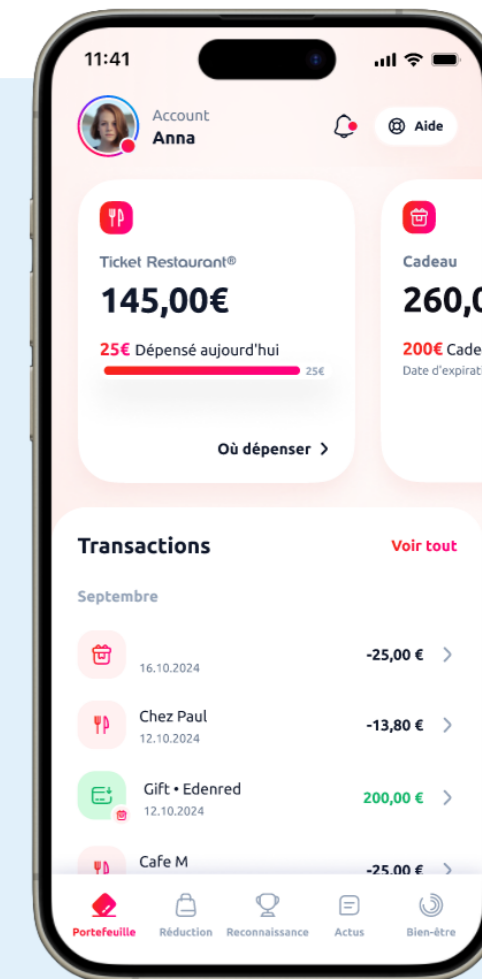 11:41
Account
Anna
Aide
Ticket Restaurant®
145,00€
25€ Dépensé aujourd'hui
25€
Où dépenser
Cadeau
260,0
200€ Cade
Date d'expirati
Transactions
Voir tout
Septembre
16.10.2024
-25,00 €
Chez Paul
-13,80 €
12.10.2024
Gift • Edenred
200,00 €
12.10.2024
Cafe M
-25,00 €
Portefeuille
Réduction
Reconnaissance
Actus
Bien-être